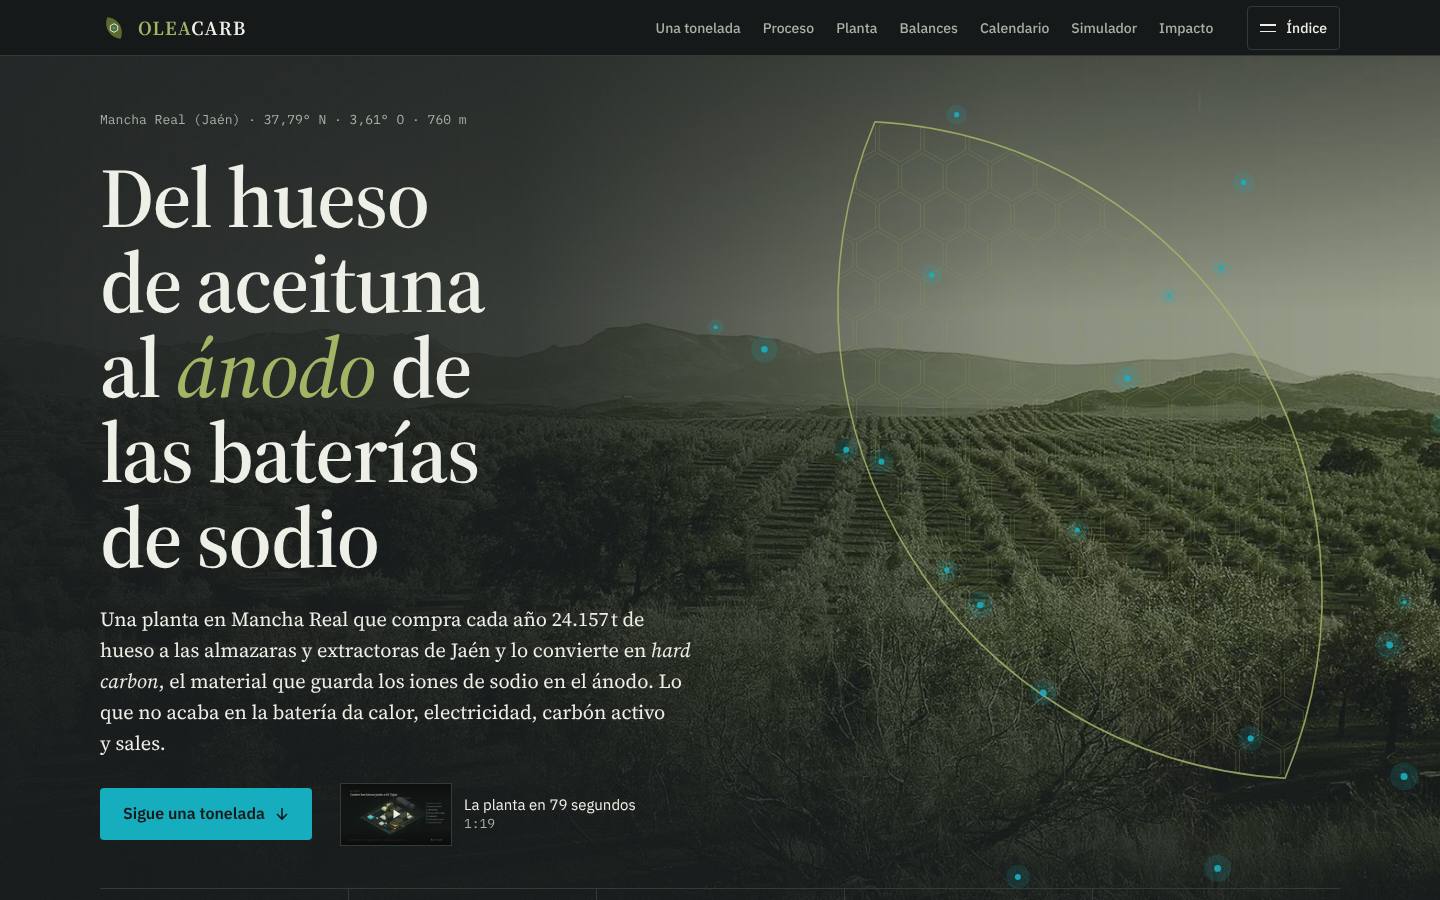 OLEACARB
Una tonelada
Proceso
Planta
Balances
Calendario
Simulador
Impacto
Índice
Mancha Real (Jaén) · 37,79° N · 3,61° O · 760 m
Del hueso
de aceituna
al ánodo de
las baterías
de sodio
Una planta en Mancha Real que compra cada año 24.157 t de
hueso a las almazaras y extractoras de Jaén y lo convierte en hard
carbon, el material que guarda los iones de sodio en el ánodo. Lo
que no acaba en la batería da calor, electricidad, carbón activo
y sales.
Sigue una tonelada ↓
La planta en 79 segundos
1:19